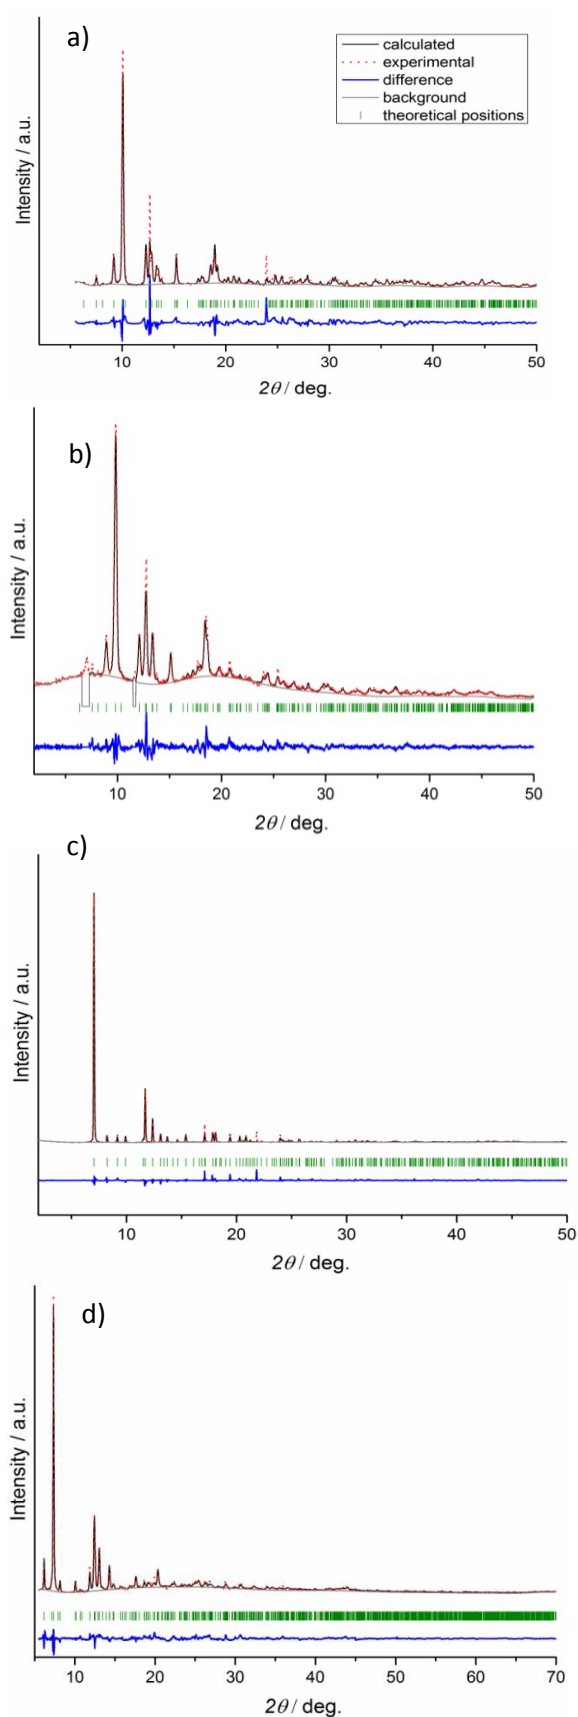 a)
calculated
experimental
difference
background
theoretical positions
Intensity / a.u.
10 20 30 40 50
2θ / deg.
b)
Intensity / a.u.
10 20 30 40 50
2θ / deg.
c)
Intensity / a.u.
10 20 30 40 50
2θ / deg.
d)
Intensity / a.u.
10 20 30 40 50 60 70
2θ / deg.